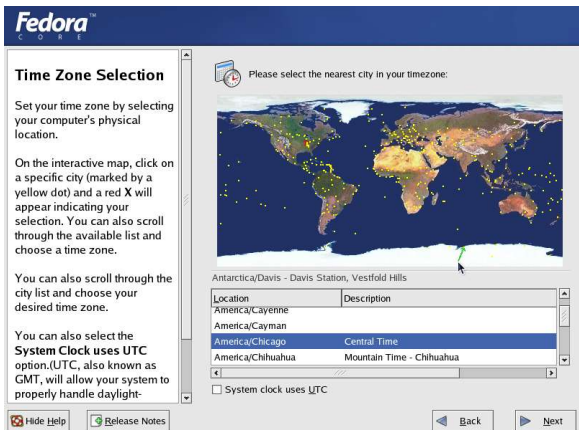 Fedora™
CORE
Time Zone Selection
Set your time zone by selecting
your computer's physical
location.
On the interactive map, click on
a specific city (marked by a
yellow dot) and a red X will
appear indicating your
selection. You can also scroll
through the available list and
choose a time zone.
You can also scroll through the
city list and choose your
desired time zone.
You can also select the
System Clock uses UTC
option.(UTC, also known as
GMT, will allow your system to
properly handle daylight-
Please select the nearest city in your timezone:
Antarctica/Davis - Davis Station, Vestfold Hills
Location Description
America/Cayenne
America/Cayman
America/Chicago Central Time
America/Chihuahua Mountain Time - Chihuahua
System clock uses UTC
Hide Help Release Notes Back Next